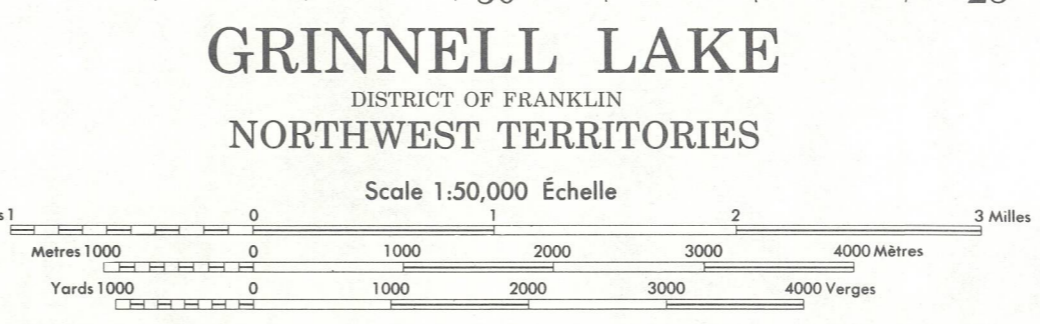 GRINNELL LAKE
DISTRICT OF FRANKLIN
NORTHWEST TERRITORIES
Scale 1:50,000 Échelle
1 0 1 2 3 Milles
Metres 1000 0 1000 2000 3000 4000 Mètres
Yards 1000 0 1000 2000 3000 4000 Verges